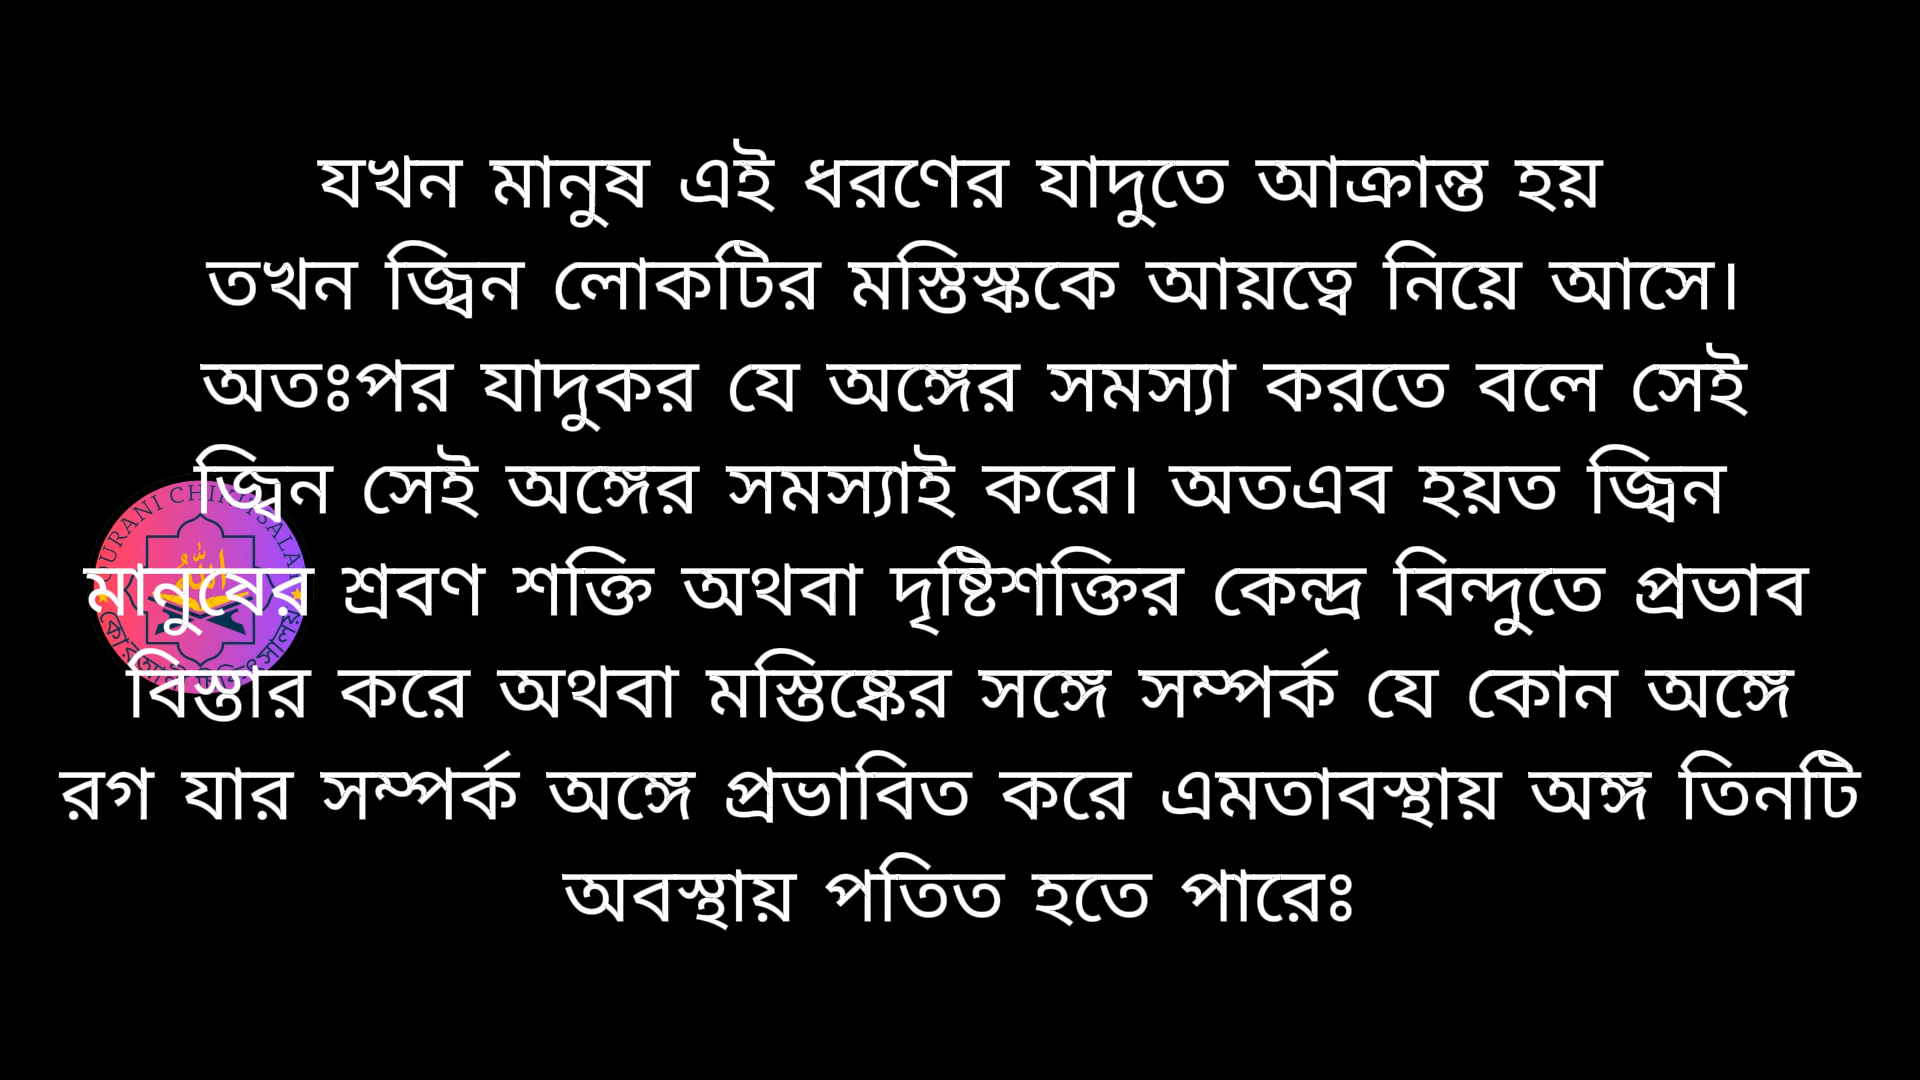 যখন মানুষ এই ধরণের যাদুতে আক্রান্ত হয়
তখন জ্বিন লোকটির মস্তিস্ককে আয়ত্বে নিয়ে আসে।
অতঃপর যাদুকর যে অঙ্গের সমস্যা করতে বলে সেই
জ্বিন সেই অঙ্গের সমস্যাই করে। অতএব হয়ত জ্বিন
মানুষের শ্রবণ শক্তি অথবা দৃষ্টিশক্তির কেন্দ্র বিন্দুতে প্রভাব
বিস্তার করে অথবা মস্তিষ্কের সঙ্গে সম্পর্ক যে কোন অঙ্গে
রগ যার সম্পর্ক অঙ্গে প্রভাবিত করে এমতাবস্থায় অঙ্গ তিনটি
অবস্থায় পতিত হতে পারেঃ